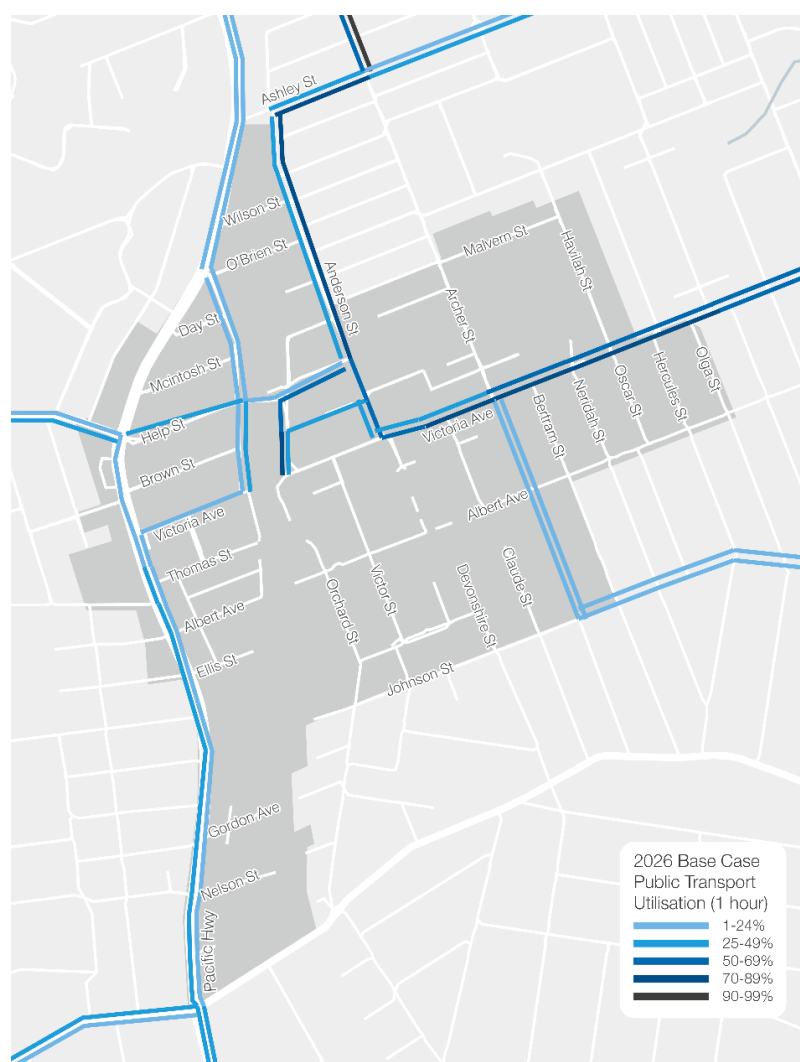 Ashley St
Wilson St
O'Brien St
Malvern St
Havilah St
Anderson St
Archer St
Day St
Mcintosh St
Olga St
Hercules St
Oscar St
Neridah St
Bertram St
Help St
Victoria Ave
Brown St
Albert Ave
Victoria Ave
Thomas St
Claude St
Devonshire St
Victor St
Orchard St
Albert Ave
Ellis St
Johnson St
Gordon Ave
Nelson St
Pacific Hwy
2026 Base Case
Public Transport
Utilisation (1 hour)
1-24%
25-49%
50-69%
70-89%
90-99%